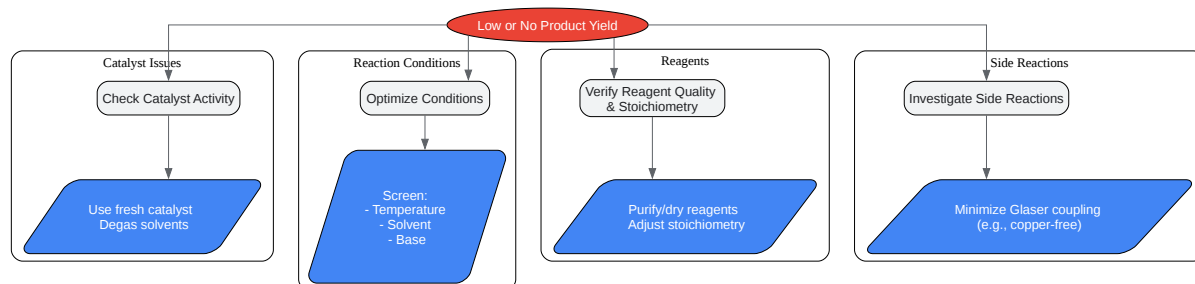 Low or No Product Yield
Catalyst Issues
Check Catalyst Activity
Use fresh catalyst
Degas solvents
Reaction Conditions
Optimize Conditions
Screen:
- Temperature
- Solvent
- Base
Reagents
Verify Reagent Quality
& Stoichiometry
Purify/dry reagents
Adjust stoichiometry
Side Reactions
Investigate Side Reactions
Minimize Glaser coupling
(e.g., copper-free)